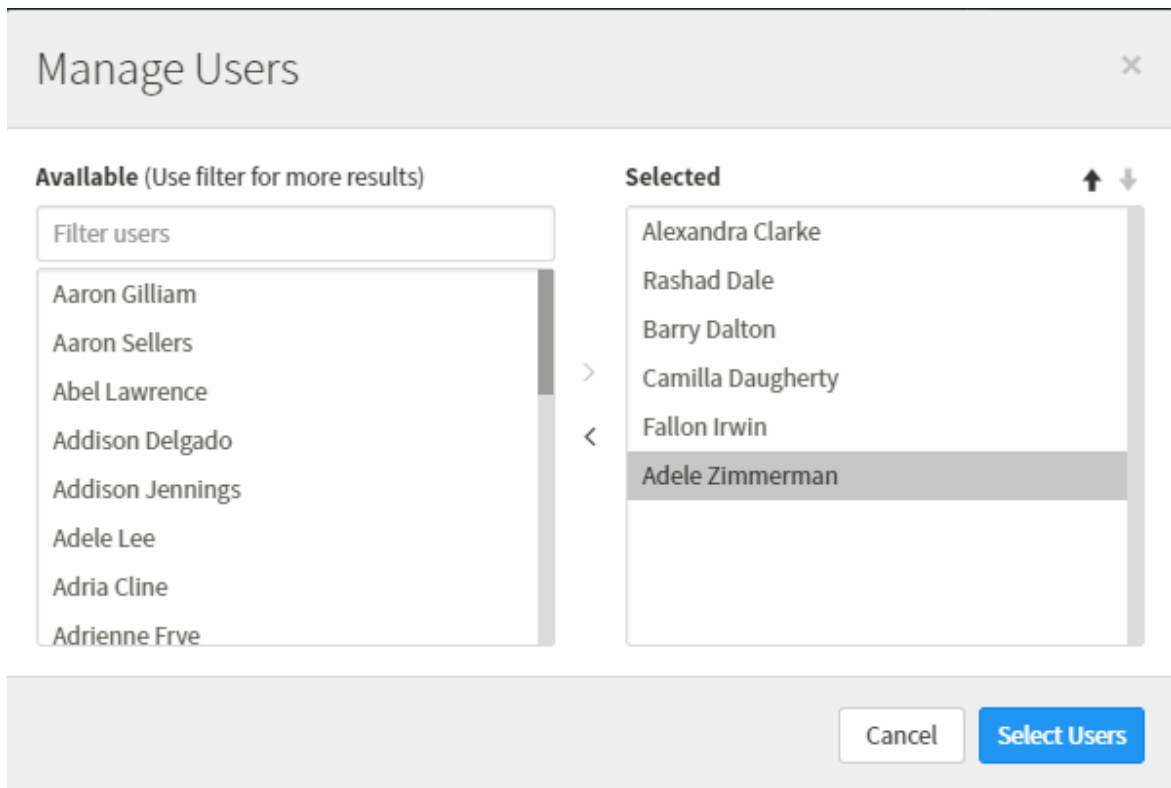 Manage Users
Available (Use filter for more results)
Filter users
Aaron Gilliam
Aaron Sellers
Abel Lawrence
Addison Delgado
Addison Jennings
Adele Lee
Adria Cline
Adrienne Frye
Selected
Alexandra Clarke
Rashad Dale
Barry Dalton
Camilla Daugherty
Fallon Irwin
Adele Zimmerman
Cancel
Select Users